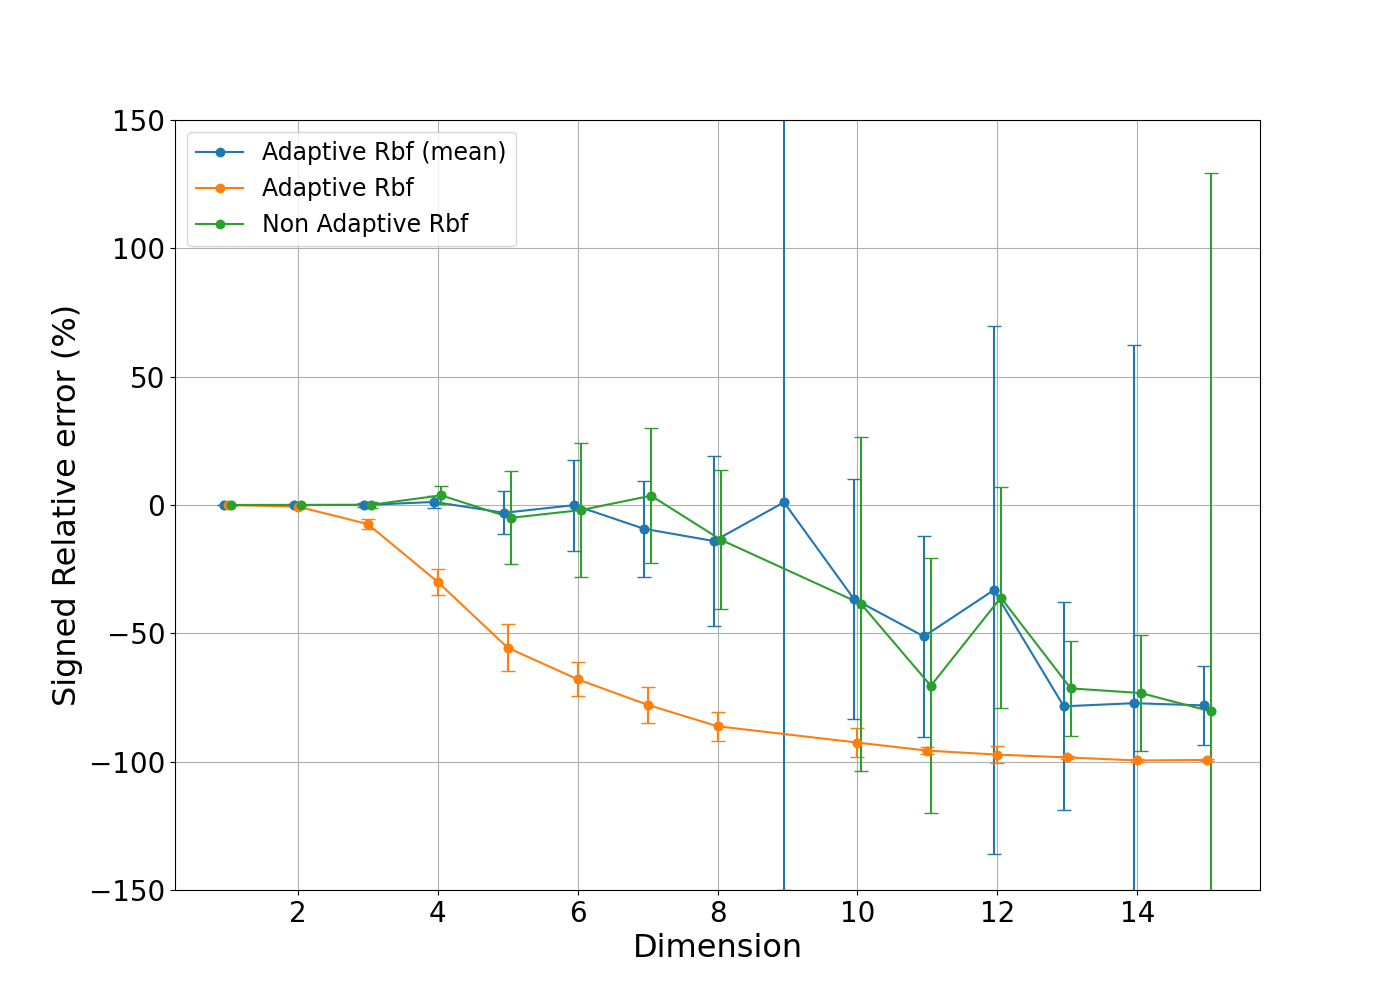 150
100
50
0
−50
−100
−150
Signed Relative error (%)
Adaptive Rbf (mean)
Adaptive Rbf
Non Adaptive Rbf
2 4 6 8 10 12 14
Dimension